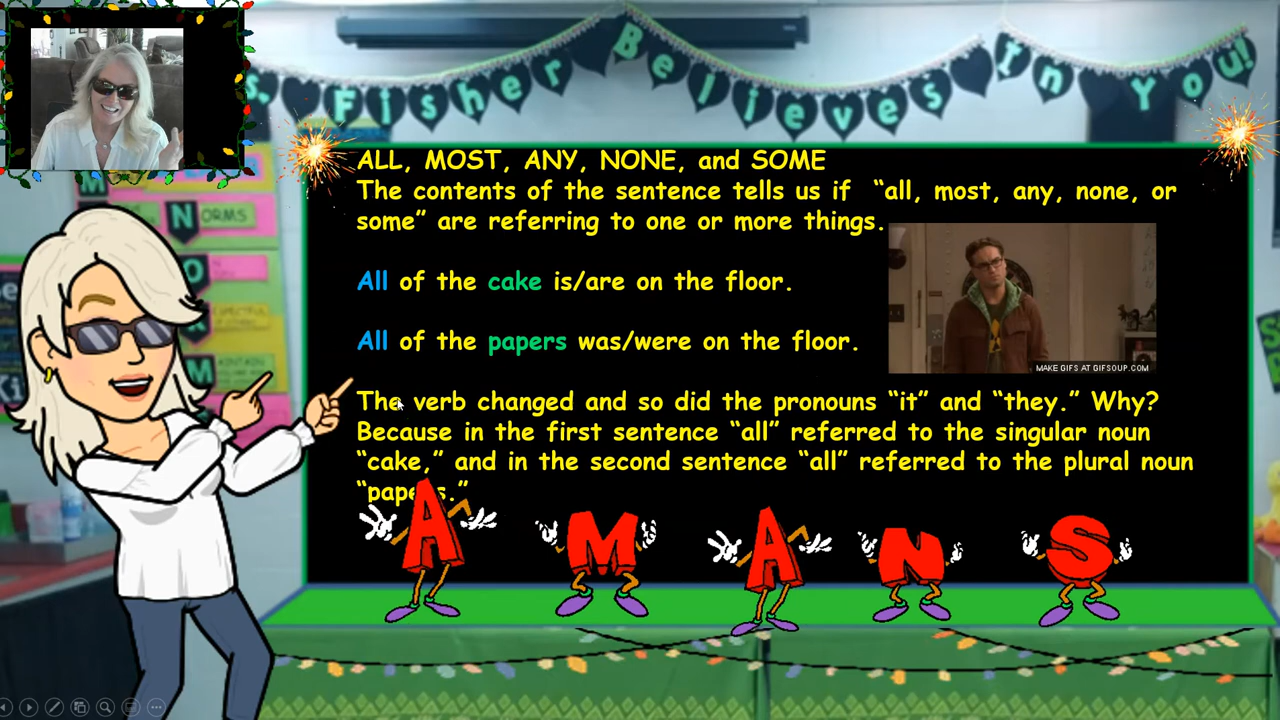 s. Fisher Believes In You!
ALL, MOST, ANY, NONE, and SOME
The contents of the sentence tells us if “all, most, any, none, or
some” are referring to one or more things.
All of the cake is/are on the floor.
All of the papers was/were on the floor.
MAKE GIFS AT GIFSOUP.COM
The verb changed and so did the pronouns “it” and “they.” Why?
Because in the first sentence “all” referred to the singular noun
“cake,” and in the second sentence “all” referred to the plural noun
“papers.”
A M A N S
M
NORMS
O
M